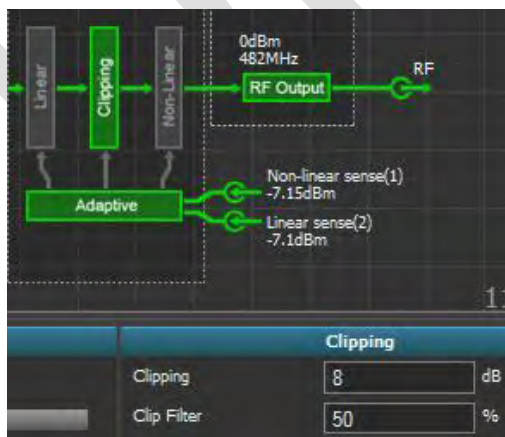 0dBm
482MHz
RF
Linear
Clipping
Non-Linear
RF Output
Non-linear sense(1)
-7.15dBm
Adaptive
Linear sense(2)
-7.1dBm
Clipping
Clipping 8 dB
Clip Filter 50 %